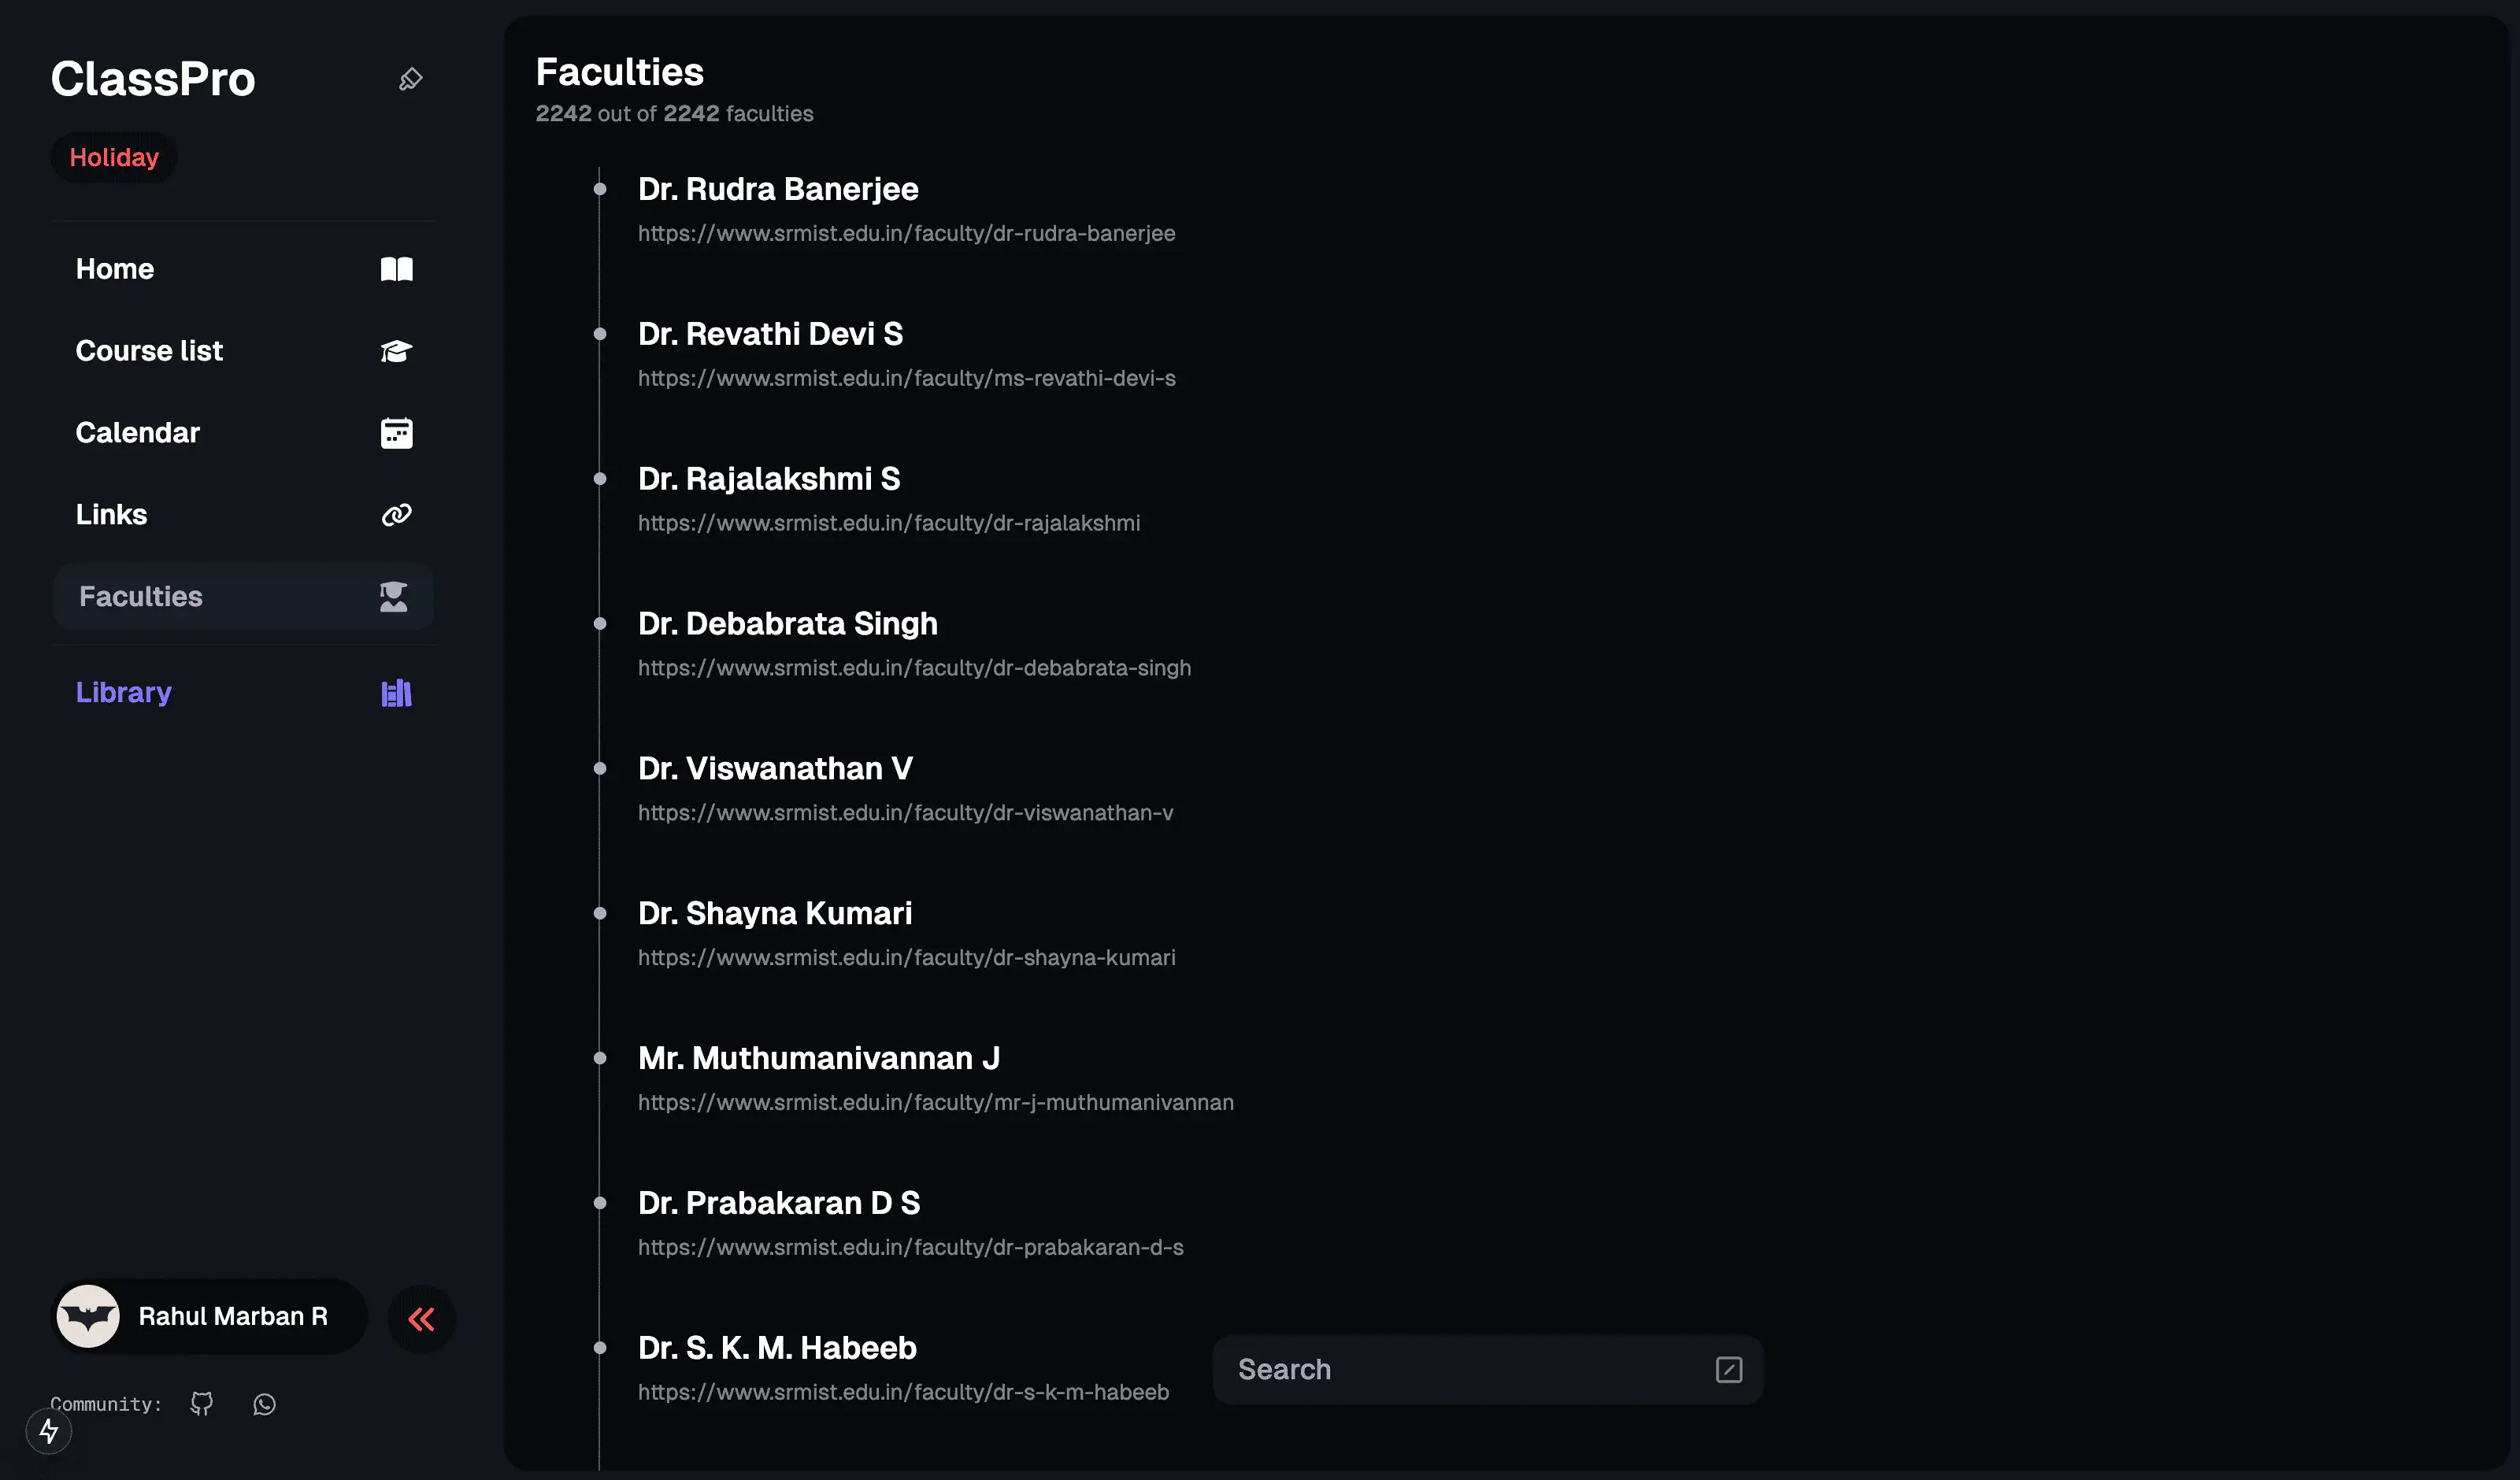 ClassPro
Holiday
Home
Course list
Calendar
Links
Faculties
Library
Rahul Marban R
Community:
Faculties
2242 out of 2242 faculties
Dr. Rudra Banerjee
https://www.srmist.edu.in/faculty/dr-rudra-banerjee
Dr. Revathi Devi S
https://www.srmist.edu.in/faculty/ms-revathi-devi-s
Dr. Rajalakshmi S
https://www.srmist.edu.in/faculty/dr-rajalakshmi
Dr. Debabrata Singh
https://www.srmist.edu.in/faculty/dr-debabrata-singh
Dr. Viswanathan V
https://www.srmist.edu.in/faculty/dr-viswanathan-v
Dr. Shayna Kumari
https://www.srmist.edu.in/faculty/dr-shayna-kumari
Mr. Muthumanivannan J
https://www.srmist.edu.in/faculty/mr-j-muthumanivannan
Dr. Prabakaran D S
https://www.srmist.edu.in/faculty/dr-prabakaran-d-s
Dr. S. K. M. Habeeb
https://www.srmist.edu.in/faculty/dr-s-k-m-habeeb
Search